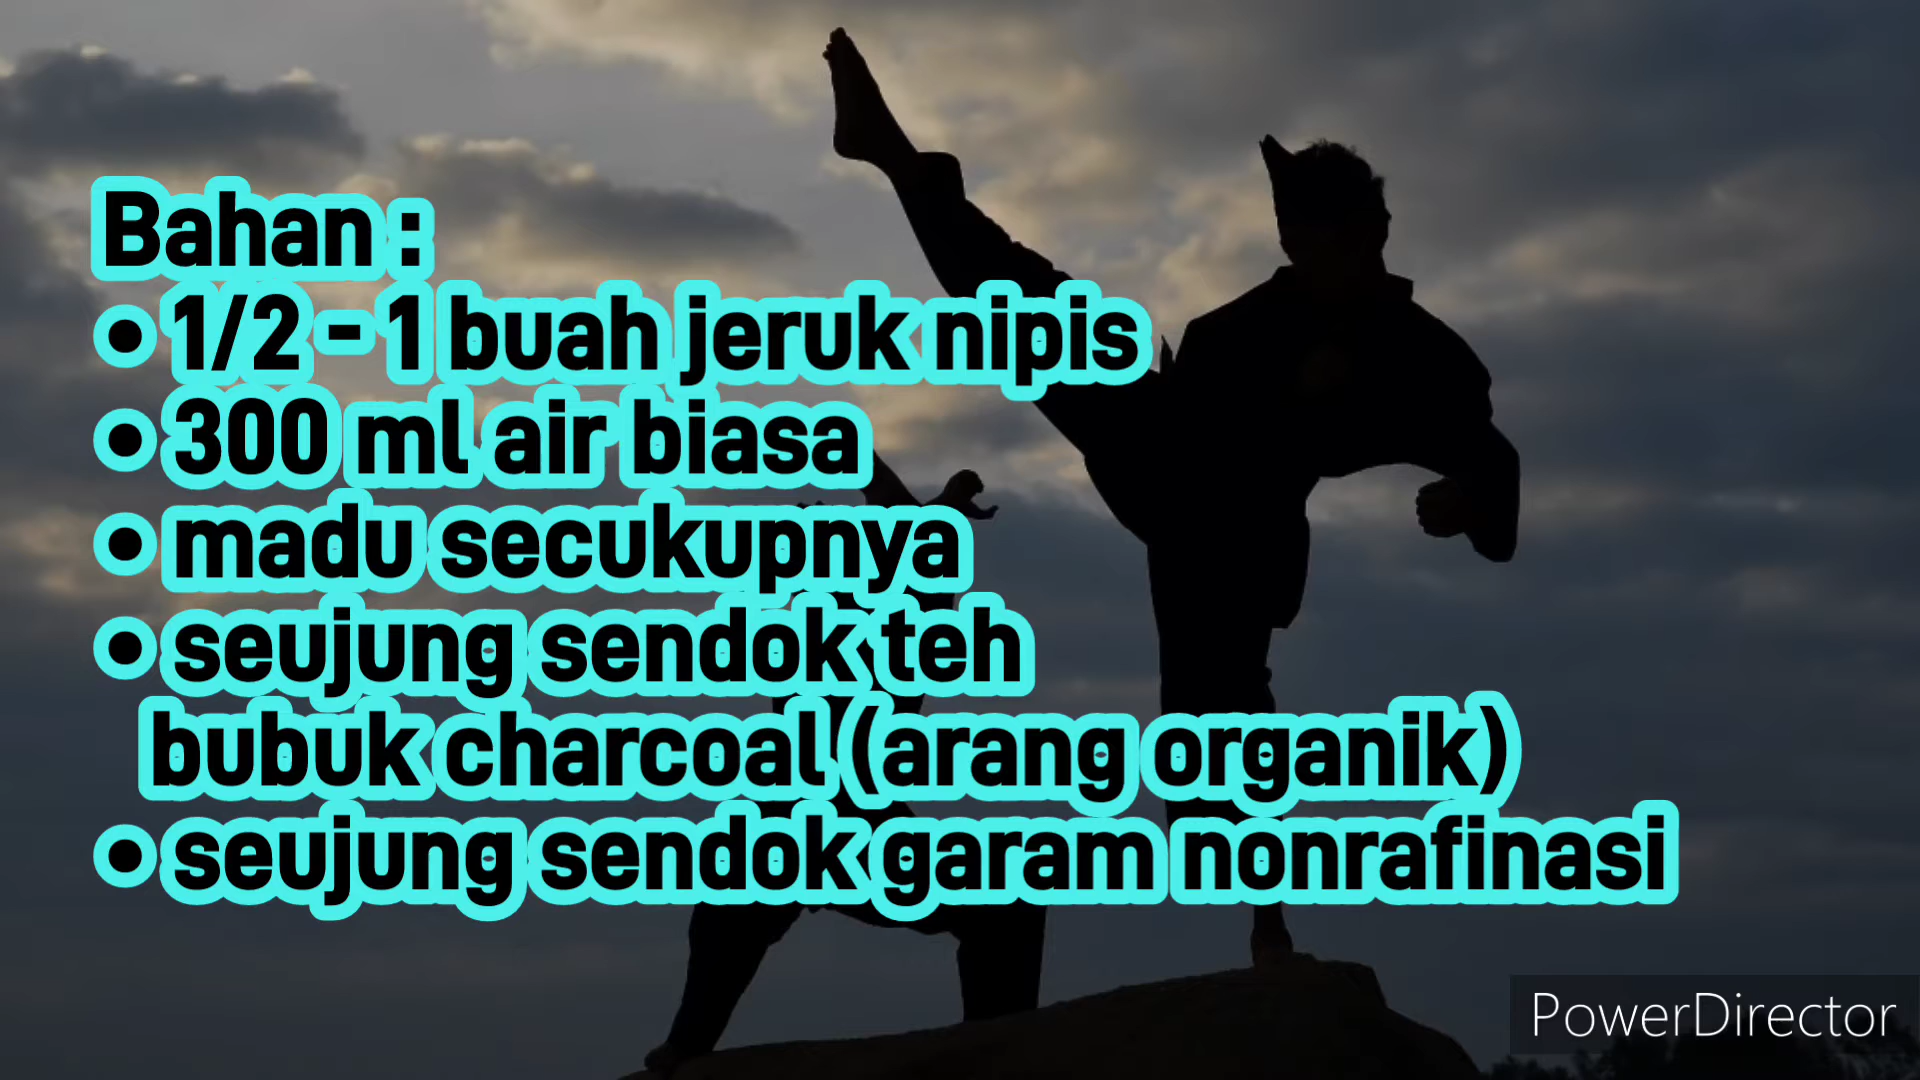 Bahan :
• 1/2 - 1 buah jeruk nipis
• 300 ml air biasa
• madu secukupnya
• seujung sendok teh
bubuk charcoal (arang organik)
• seujung sendok garam nonrafinasi
PowerDirector